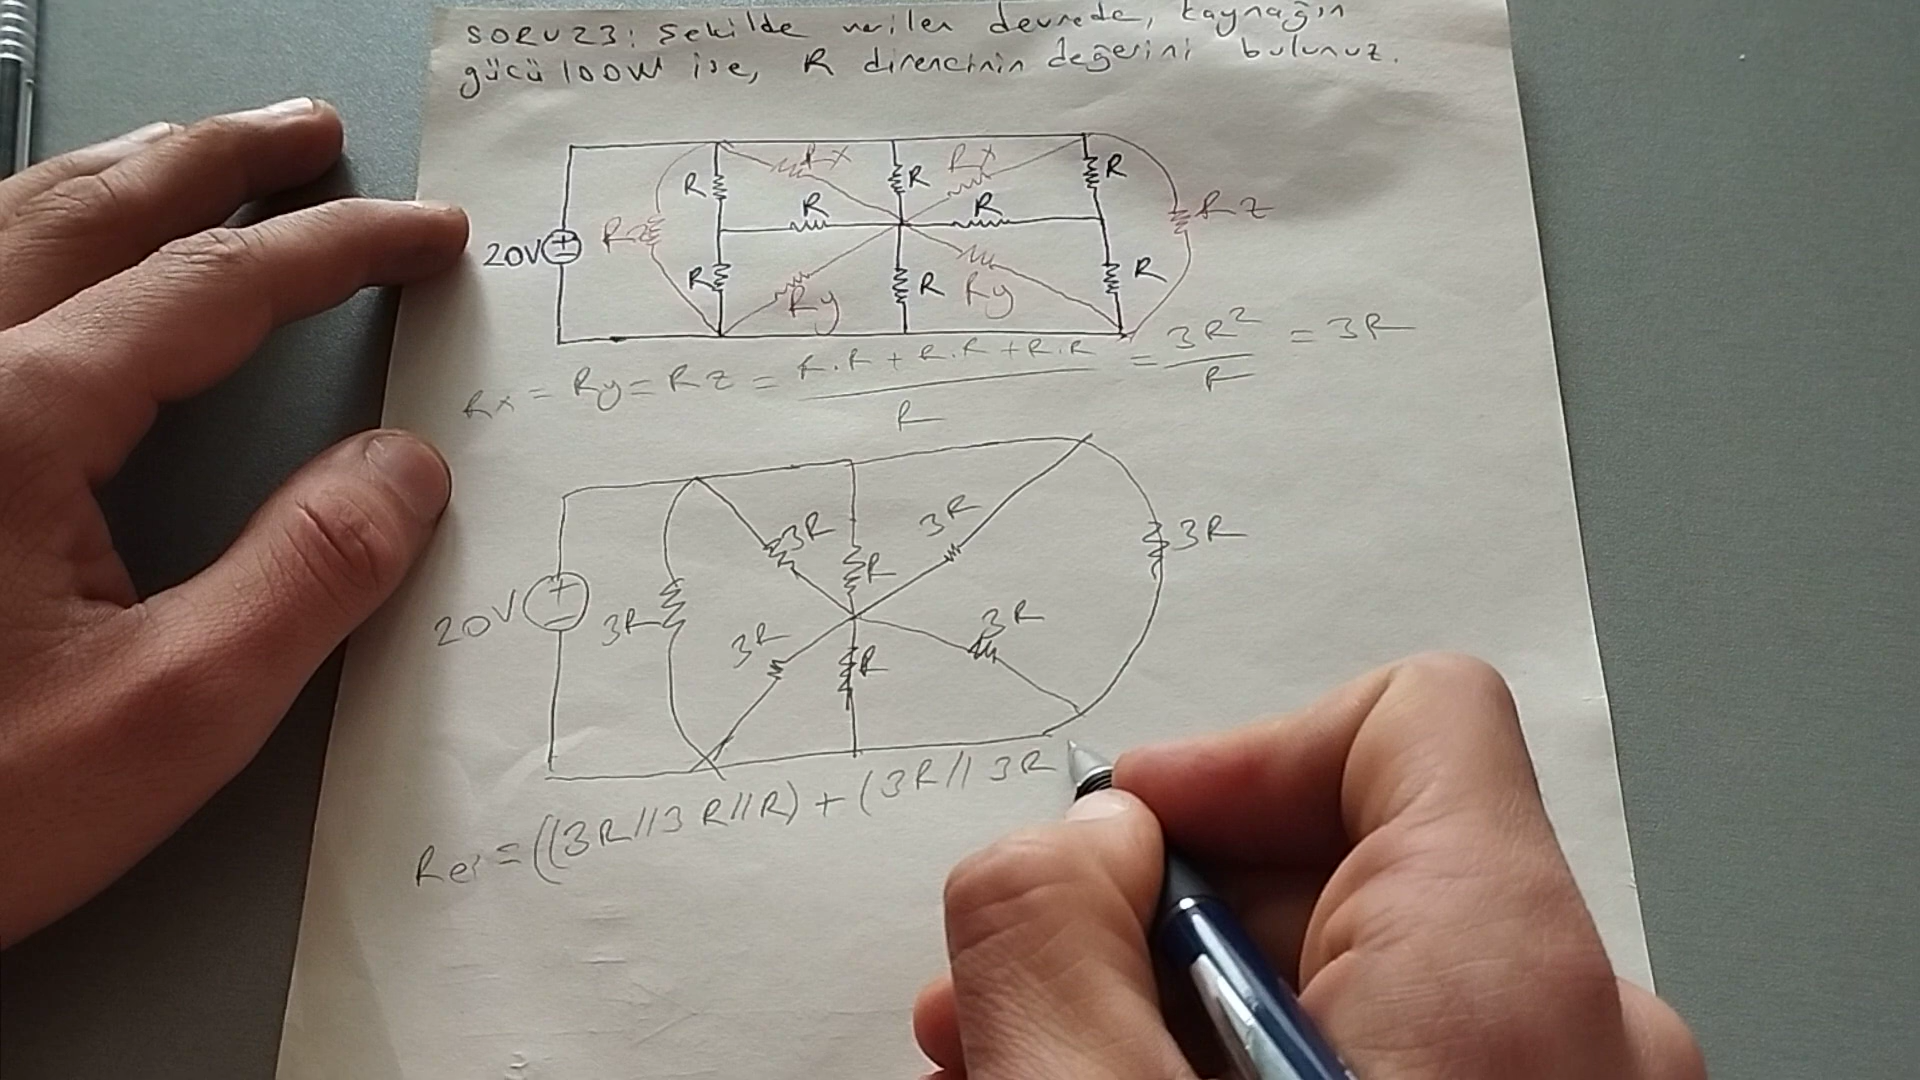 SORU23: Şekilde verilen devrede, kaynağın
gücü 100W ise, R direncinin değerini bulunuz.
Rx Rx
R R R
R R Rz Rz
20V
R R R
Ry Ry
Rx = Ry = Rz = R.R + R.R + R.R / R = 3R² / R = 3R
3R 3R 3R
R
20V 3R 3R
3R R
Reş = ((3R//3R//R) + (3R//3R